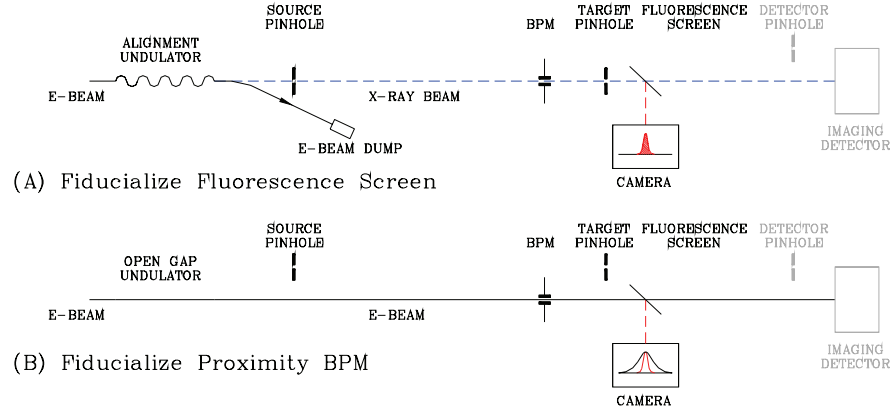 SOURCE
PINHOLE
ALIGNMENT
UNDULATOR
E-BEAM
X-RAY BEAM
E-BEAM DUMP
BPM
TARGET
PINHOLE
FLUORESCENCE
SCREEN
DETECTOR
PINHOLE
IMAGING
DETECTOR
CAMERA
(A) Fiducialize Fluorescence Screen
SOURCE
PINHOLE
OPEN GAP
UNDULATOR
E-BEAM
E-BEAM
BPM
TARGET
PINHOLE
FLUORESCENCE
SCREEN
DETECTOR
PINHOLE
IMAGING
DETECTOR
CAMERA
(B) Fiducialize Proximity BPM